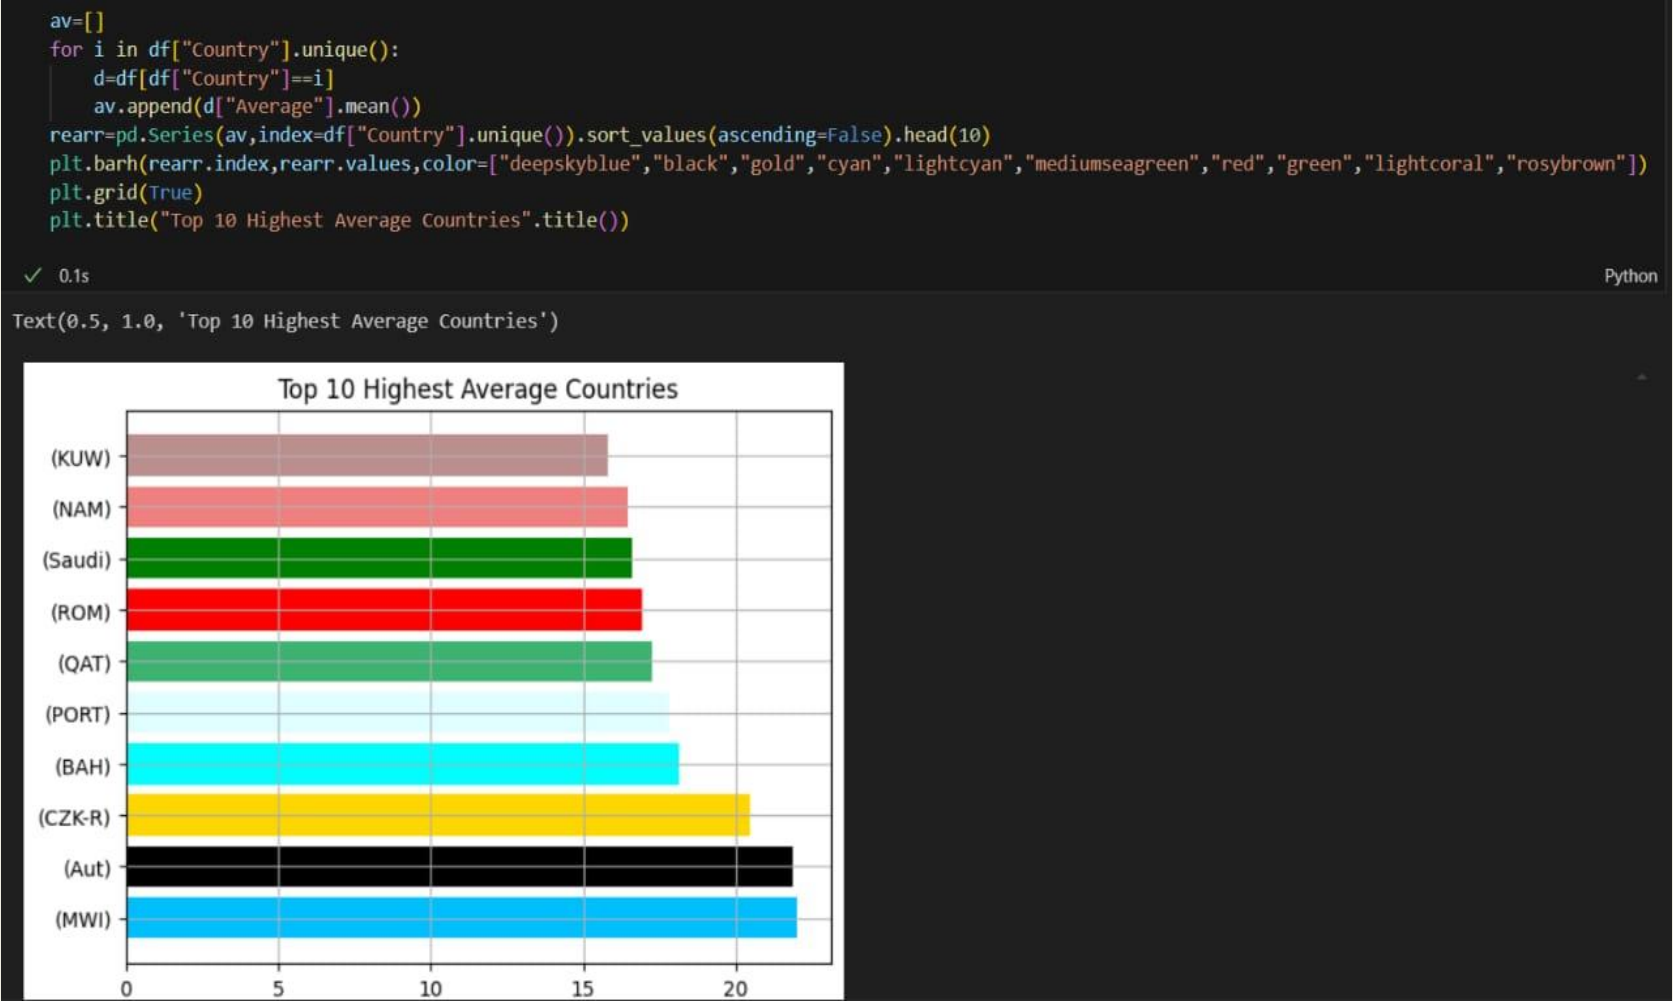 av=[]
for i in df["Country"].unique():
    d=df[df["Country"]==i]
    av.append(d["Average"].mean())
rearr=pd.Series(av,index=df["Country"].unique()).sort_values(ascending=False).head(10)
plt.barh(rearr.index,rearr.values,color=["deepskyblue","black","gold","cyan","lightcyan","mediumseagreen","red","green","lightcoral","rosybrown"])
plt.grid(True)
plt.title("Top 10 Highest Average Countries".title())
0.1s
Python
Text(0.5, 1.0, 'Top 10 Highest Average Countries')
Top 10 Highest Average Countries
(KUW)
(NAM)
(Saudi)
(ROM)
(QAT)
(PORT)
(BAH)
(CZK-R)
(Aut)
(MWI)
0 5 10 15 20